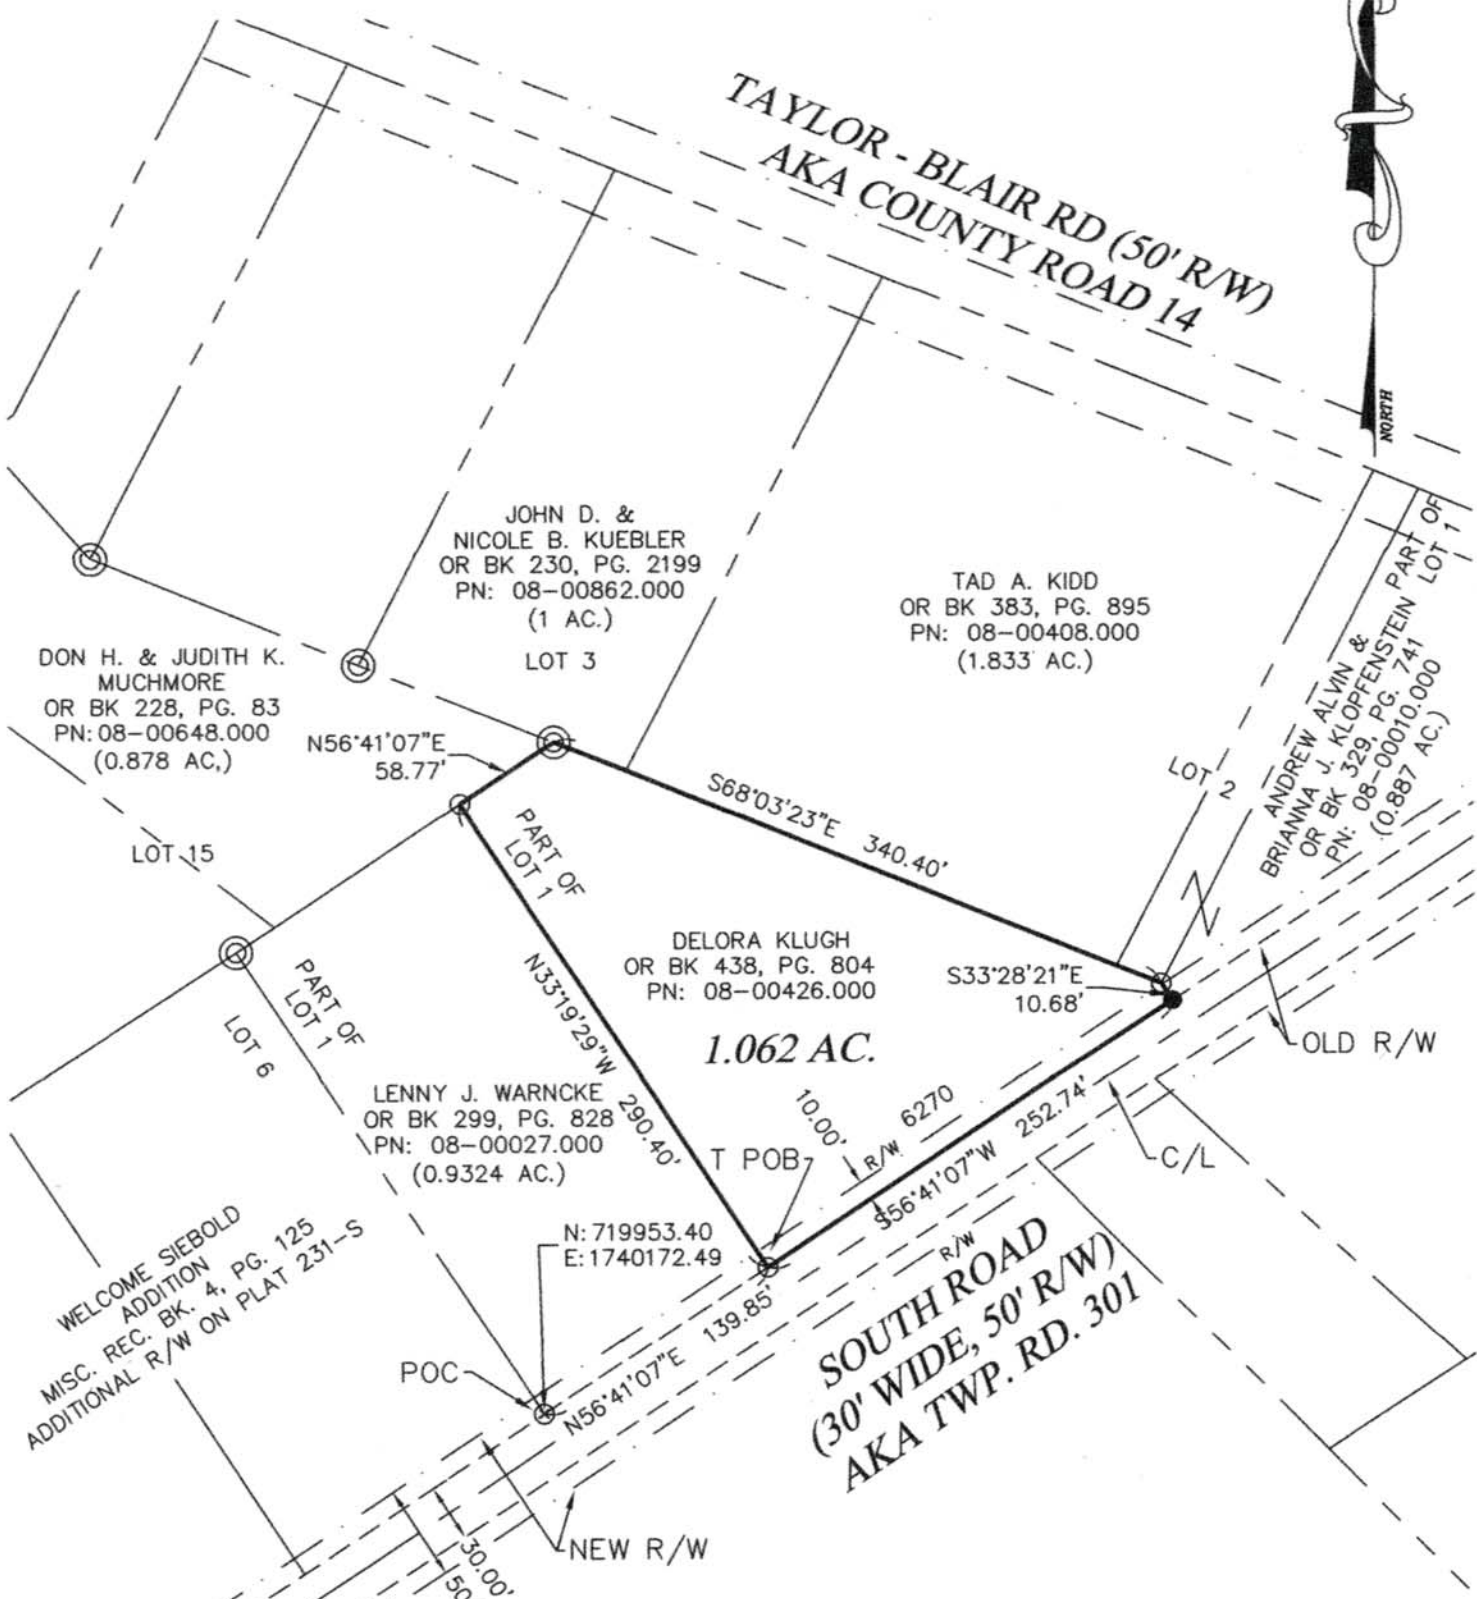 TAYLOR - BLAIR RD (50' R/W)
AKA COUNTY ROAD 14
NORTH
JOHN D. &
NICOLE B. KUEBLER
OR BK 230, PG. 2199
PN: 08-00862.000
(1 AC.)
LOT 3
TAD A. KIDD
OR BK 383, PG. 895
PN: 08-00408.000
(1.833 AC.)
PART OF
LOT 1
ANDREW ALVIN &
BRIANNA J. KLOPFENSTEIN
OR BK 329, PG. 741
PN: 08-00010.000
(0.887 AC.)
LOT 2
DON H. & JUDITH K.
MUCHMORE
OR BK 228, PG. 83
PN: 08-00648.000
(0.878 AC,)
N56°41'07"E
58.77'
S68°03'23"E 340.40'
PART OF
LOT 1
LOT 15
DELORA KLUGH
OR BK 438, PG. 804
PN: 08-00426.000
1.062 AC.
S33°28'21"E
10.68'
N33°19'29"W 290.40'
PART OF
LOT 1
LOT 6
OLD R/W
LENNY J. WARNCKE
OR BK 299, PG. 828
PN: 08-00027.000
(0.9324 AC.)
10.00'
R/W 6270
S56°41'07"W 252.74'
C/L
T POB
N: 719953.40
E: 1740172.49
R/W
WELCOME SIEBOLD
ADDITION
MISC. REC. BK. 4, PG. 125
ADDITIONAL R/W ON PLAT 231-S
SOUTH ROAD
(30' WIDE, 50' R/W)
AKA TWP. RD. 301
POC
N56°41'07"E 139.85'
NEW R/W
30.00'
50